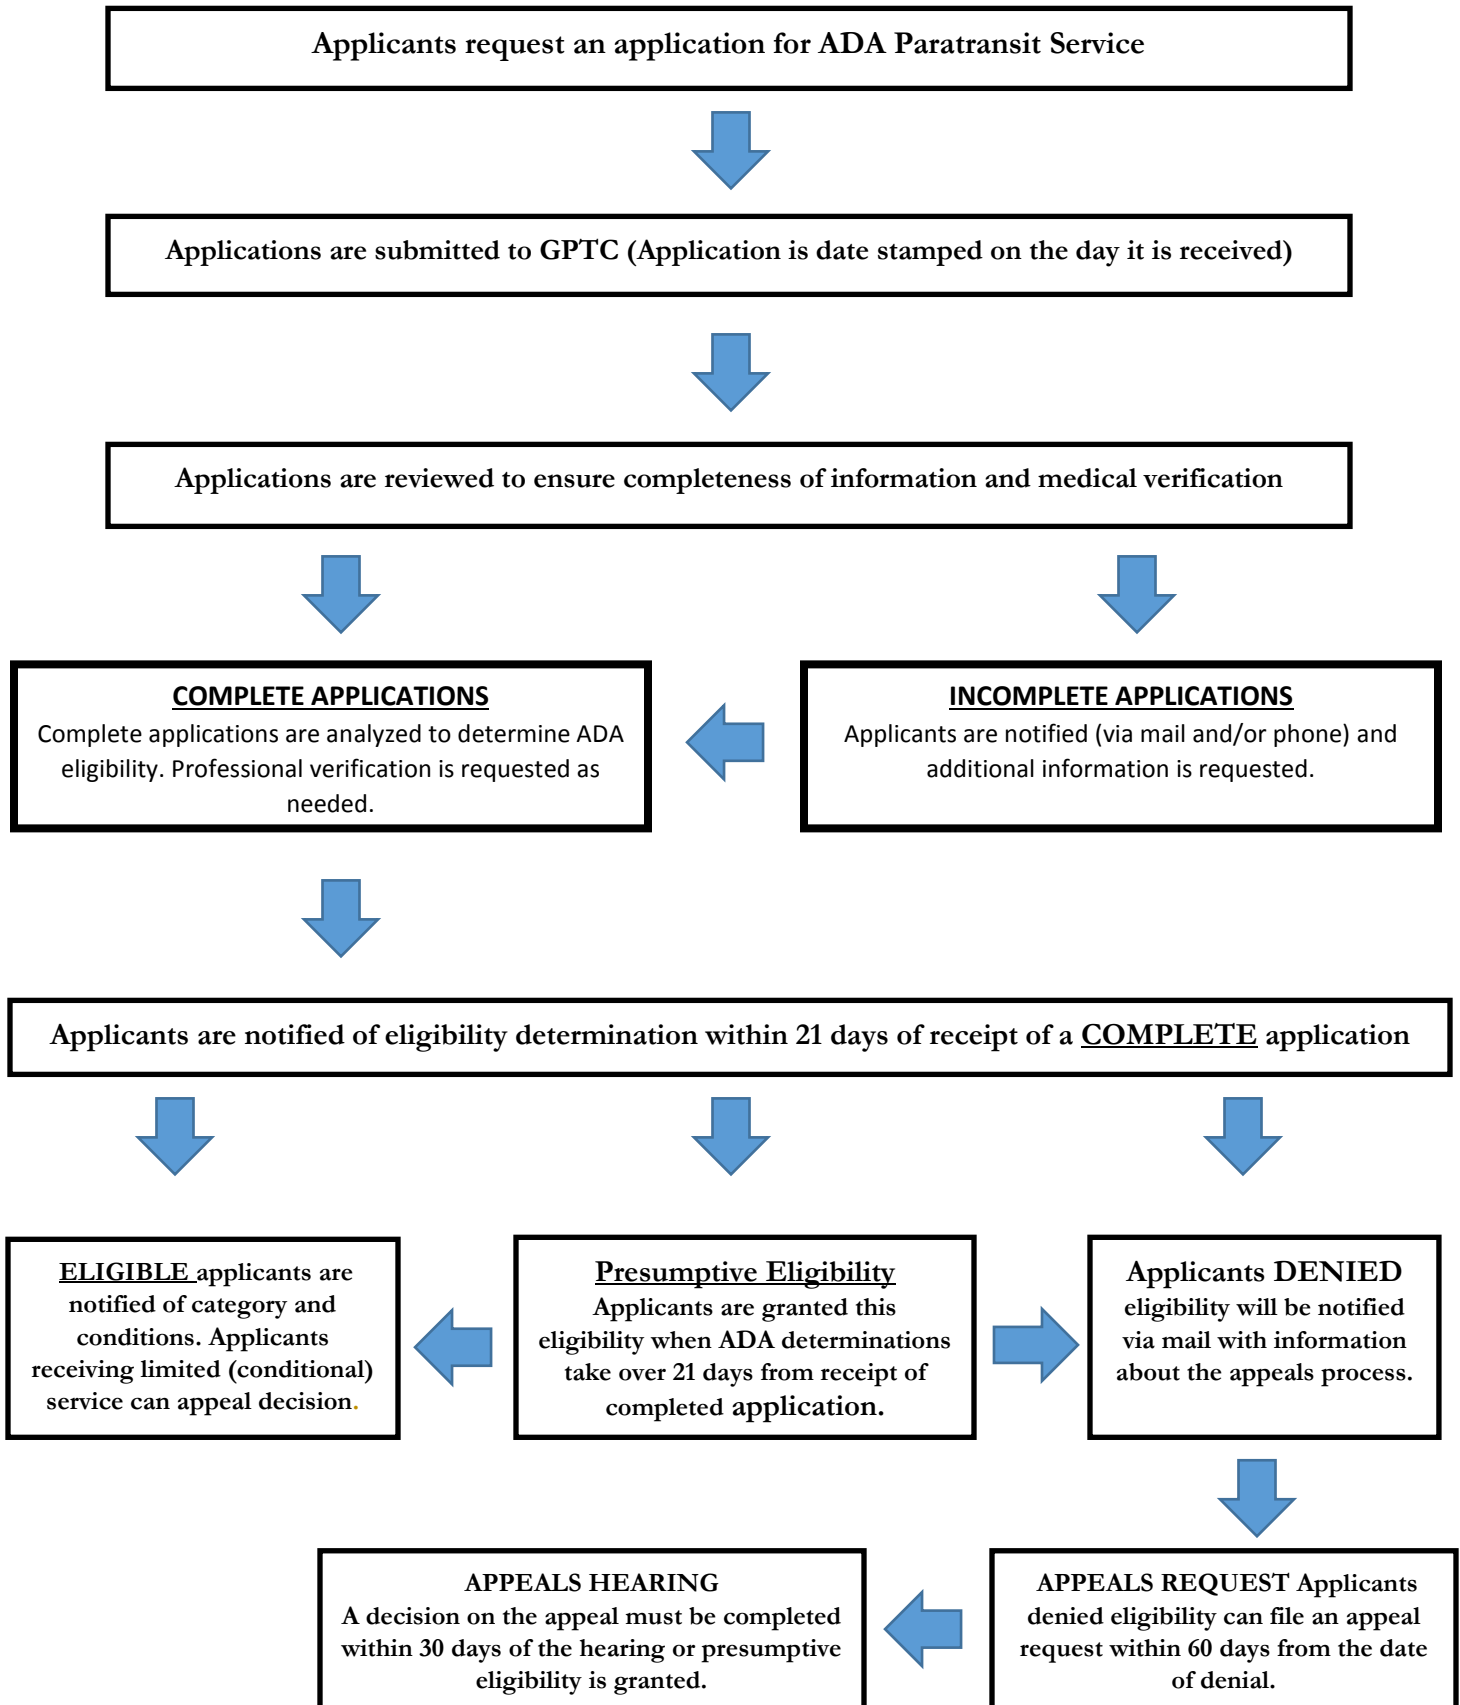 Applicants request an application for ADA Paratransit Service
Applications are submitted to GPTC (Application is date stamped on the day it is received)
Applications are reviewed to ensure completeness of information and medical verification
COMPLETE APPLICATIONS
Complete applications are analyzed to determine ADA
eligibility. Professional verification is requested as
needed.
INCOMPLETE APPLICATIONS
Applicants are notified (via mail and/or phone) and
additional information is requested.
Applicants are notified of eligibility determination within 21 days of receipt of a COMPLETE application
ELIGIBLE applicants are
notified of category and
conditions. Applicants
receiving limited (conditional)
service can appeal decision.
Presumptive Eligibility
Applicants are granted this
eligibility when ADA determinations
take over 21 days from receipt of
completed application.
Applicants DENIED
eligibility will be notified
via mail with information
about the appeals process.
APPEALS HEARING
A decision on the appeal must be completed
within 30 days of the hearing or presumptive
eligibility is granted.
APPEALS REQUEST Applicants
denied eligibility can file an appeal
request within 60 days from the date
of denial.